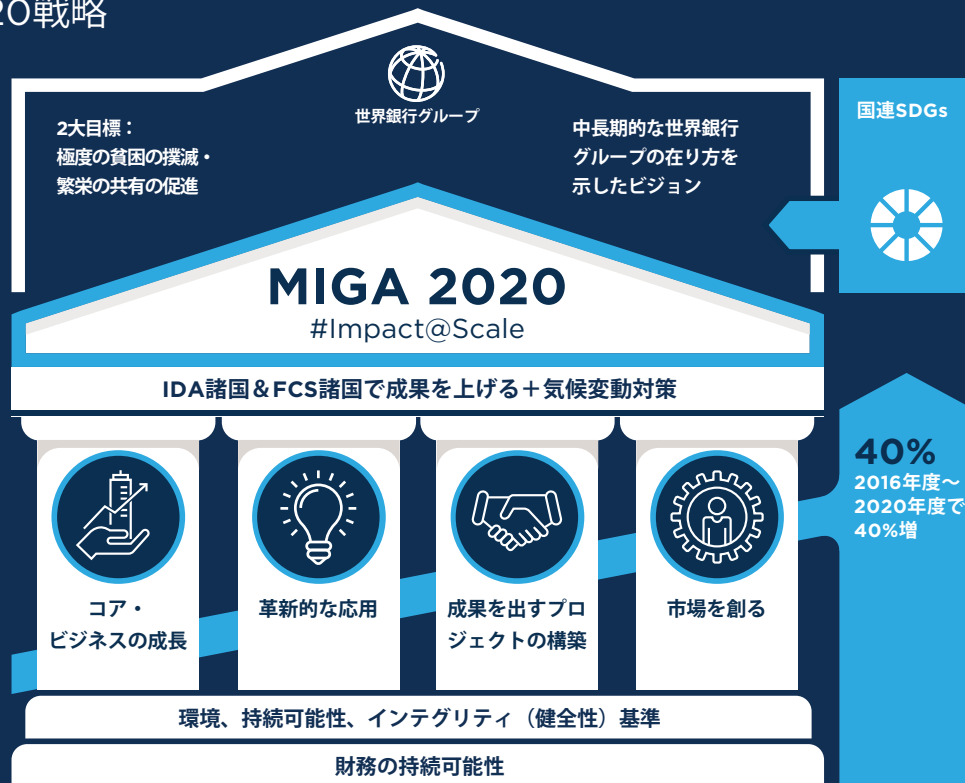 20戦略
世界銀行グループ
2大目標：
極度の貧困の撲滅・
繁栄の共有の促進
中長期的な世界銀行
グループの在り方を
示したビジョン
国連SDGs
MIGA 2020
#Impact@Scale
IDA諸国＆FCS諸国で成果を上げる＋気候変動対策
40%
2016年度～
2020年度で
40%増
コア・
ビジネスの成長
革新的な応用
成果を出すプロ
ジェクトの構築
市場を創る
環境、持続可能性、インテグリティ（健全性）基準
財務の持続可能性